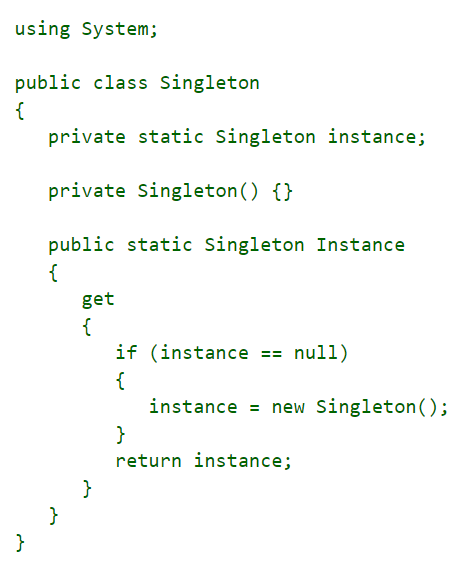 using System;
public class Singleton
{
private static Singleton instance;
private Singleton() {}
public static Singleton Instance
{
get
{
if (instance == null)
{
instance = new Singleton();
}
return instance;
}
}
}